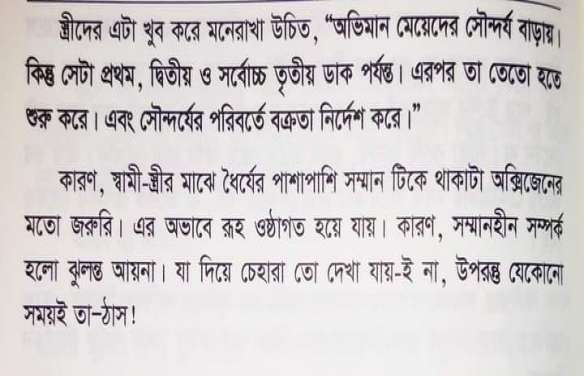 স্ত্রীদের এটা খুব করে মনেরাখা উচিত, “অভিমান মেয়েদের সৌন্দর্য বাড়ায়।
কিন্তু সেটা প্রথম, দ্বিতীয় ও সর্বোচ্চ তৃতীয় ডাক পর্যন্ত। এরপর তা তেতো হতে
শুরু করে। এবং সৌন্দর্যের পরিবর্তে বক্রতা নির্দেশ করে।”
কারণ, স্বামী-স্ত্রীর মাঝে ধৈর্যের পাশাপাশি সম্মান টিকে থাকাটা অক্সিজেনের
মতো জরুরি। এর অভাবে রূহ ওষ্ঠাগত হয়ে যায়। কারণ, সম্মানহীন সম্পর্ক
হলো ঝুলন্ত আয়না। যা দিয়ে চেহারা তো দেখা যায়-ই না, উপরন্তু যেকোনো
সময়ই তা-ঠাস!